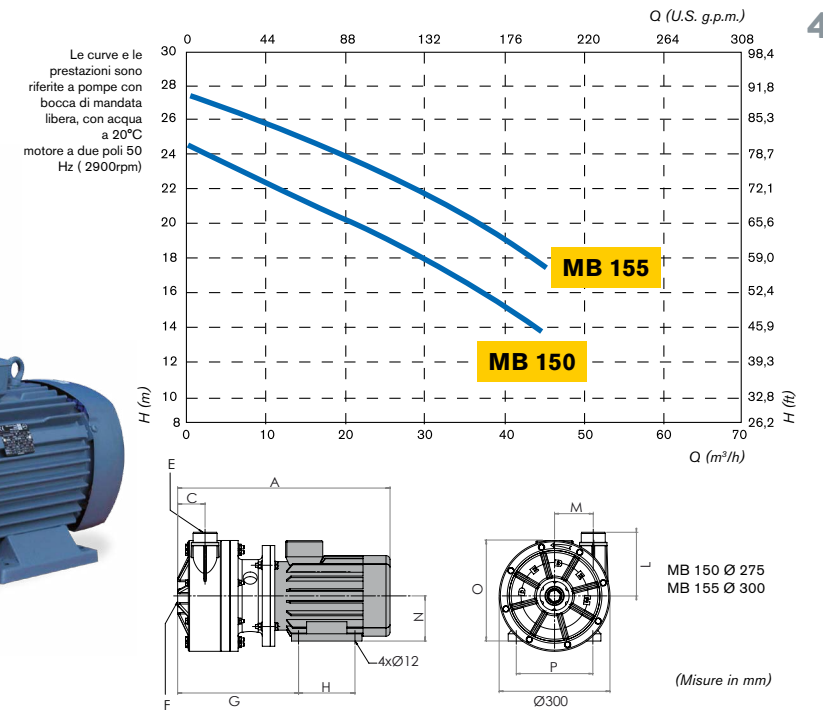 Q (U.S. g.p.m.)
4
0 44 88 132 176 220 264 308
Le curve e le
prestazioni sono
riferite a pompe con
bocca di mandata
libera, con acqua
a 20°C
motore a due poli 50
Hz ( 2900rpm)
30 98,4
28 91,8
26 85,3
24 78,7
22 72,1
20 65,6
18 59,0
16 52,4
14 45,9
12 39,3
10 32,8
8 26,2
H (m)
H (ft)
MB 155
MB 150
0 10 20 30 40 50 60 70
Q (m³/h)
E
A
C
N
4xØ12
G
H
F
M
L
O
P
Ø300
MB 150 Ø 275
MB 155 Ø 300
(Misure in mm)